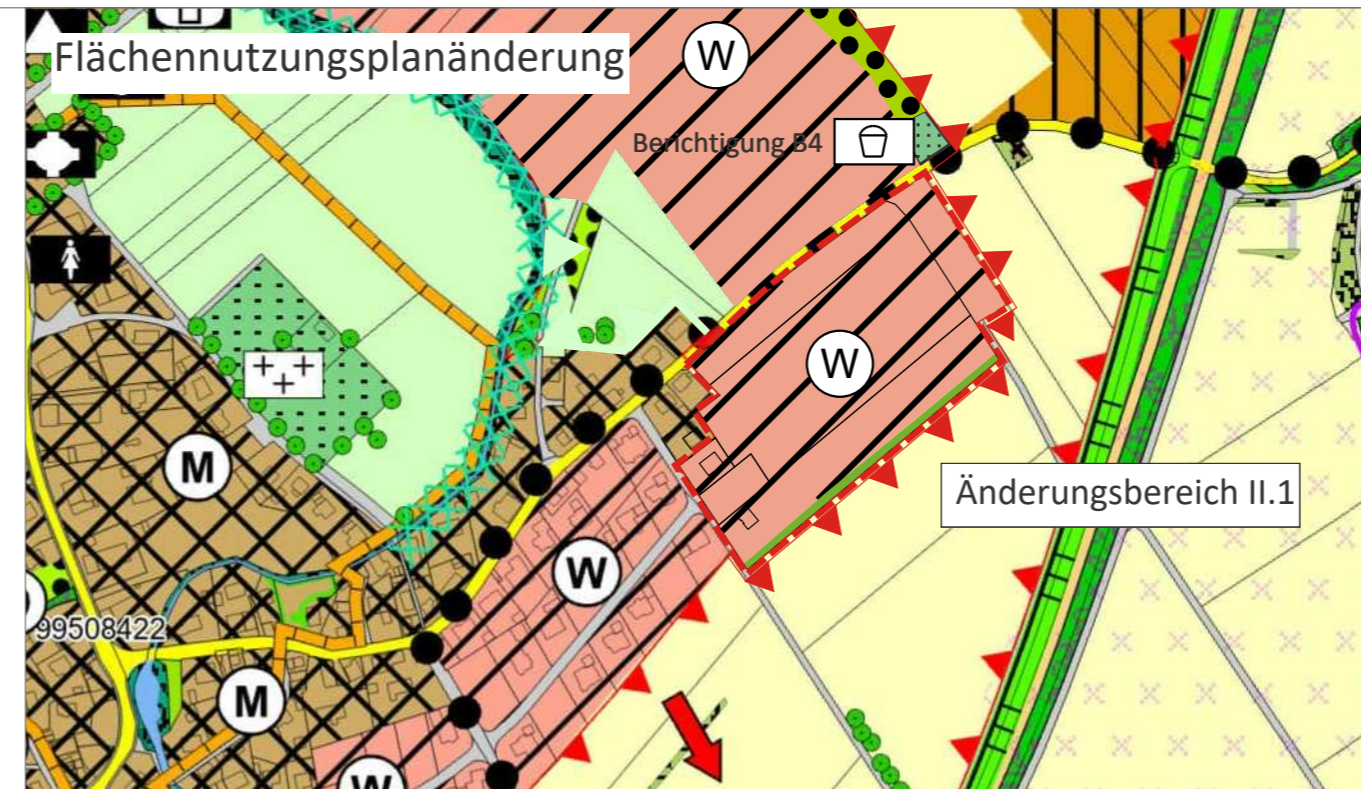 Flächennutzungsplanänderung
W
Berichtigung B4
W
M
Änderungsbereich II.1
W
99508422
M
W